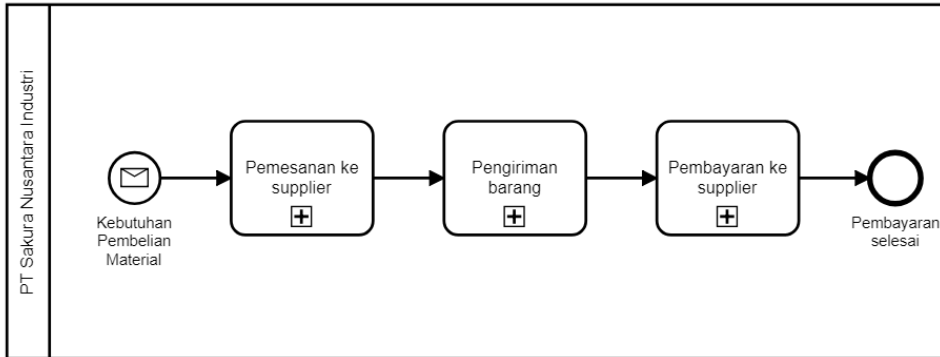 PT Sakura Nusantara Industri
Kebutuhan
Pembelian
Material
Pemesanan ke
supplier
Pengiriman
barang
Pembayaran ke
supplier
Pembayaran
selesai